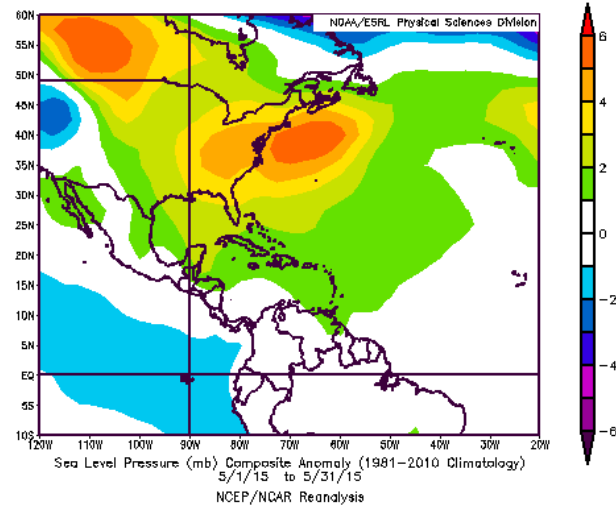 NOAA/ESRL Physical Sciences Division
60N
55N
50N
45N
40N
35N
30N
25N
20N
15N
10N
5N
EQ
5S
10S
120W 110W 100W 90W 80W 70W 60W 50W 40W 30W 20W
6
4
2
0
-2
-4
-6
Sea Level Pressure (mb) Composite Anomaly (1981-2010 Climatology)
5/1/15 to 5/31/15
NCEP/NCAR Reanalysis